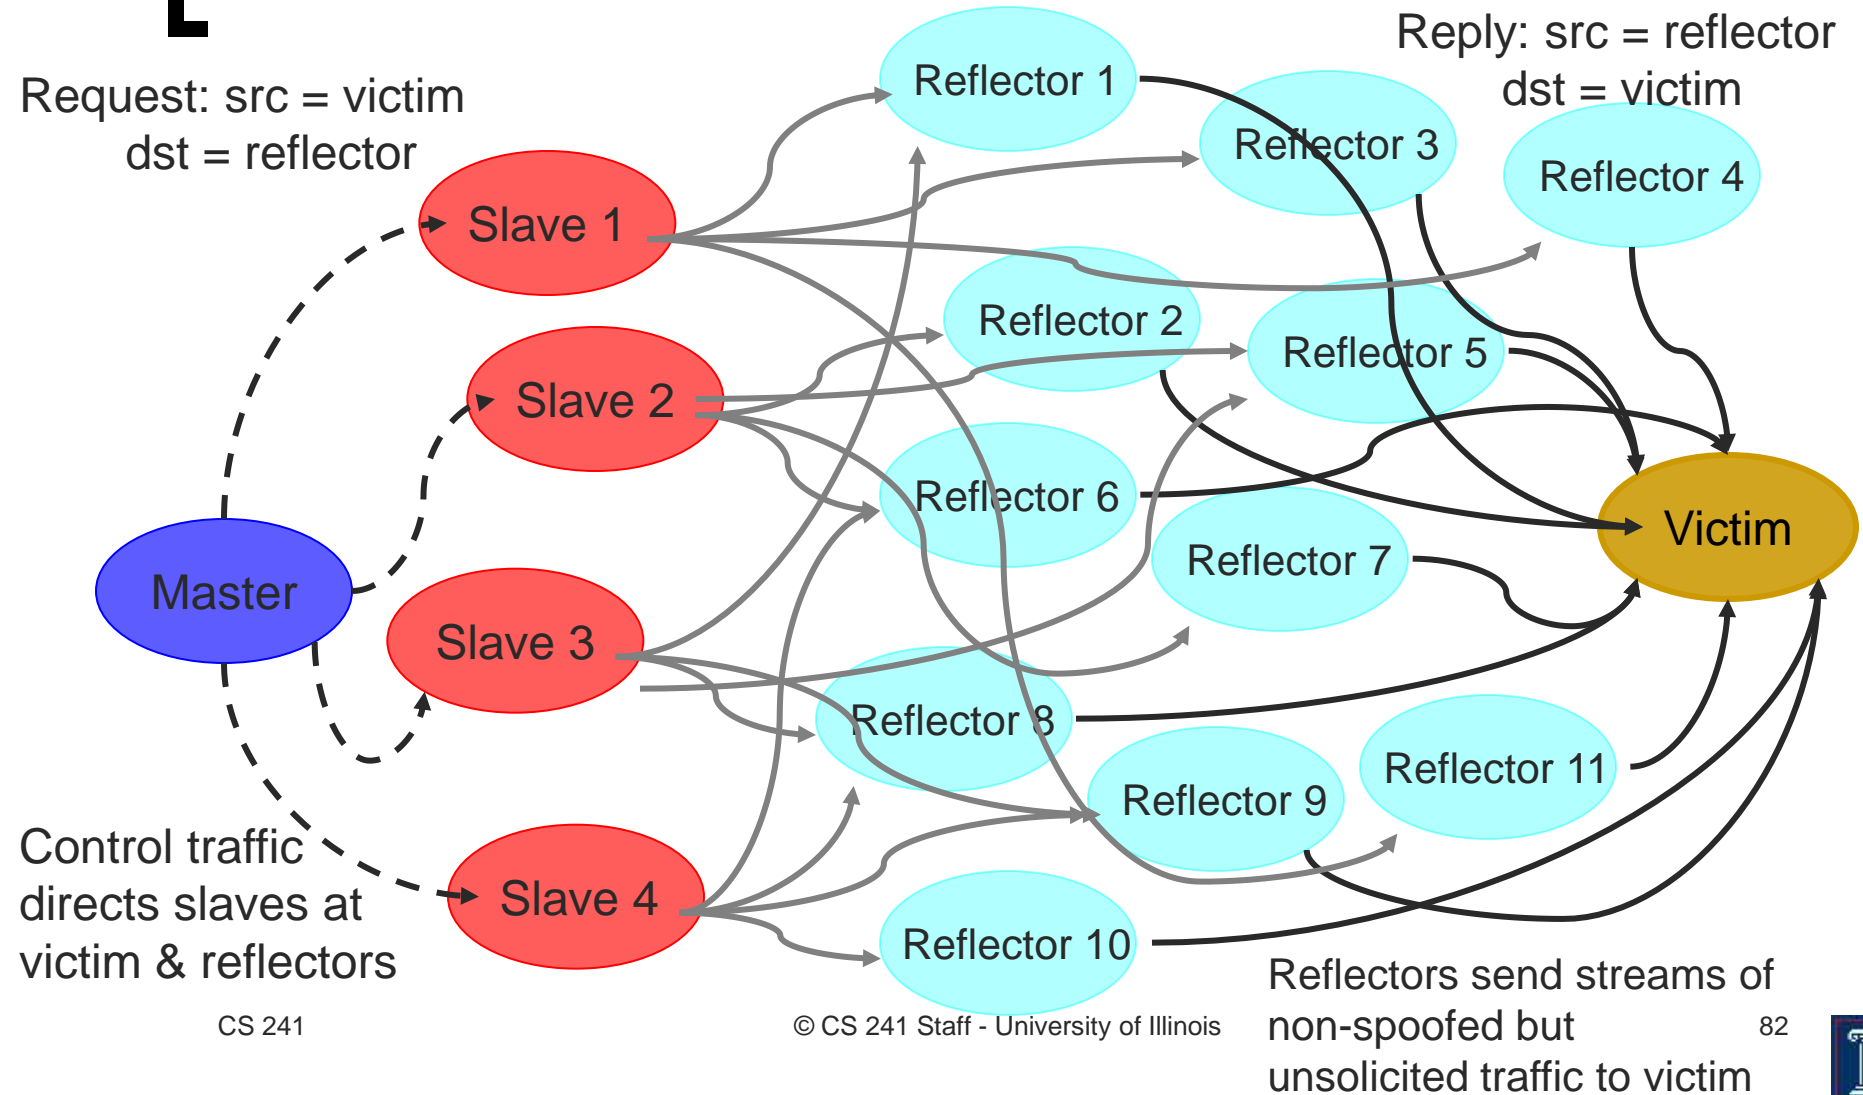 Reply: src = reflector
dst = victim
Request: src = victim
dst = reflector
Reflector 1
Reflector 3
Reflector 4
Slave 1
Reflector 2
Reflector 5
Slave 2
Reflector 6
Victim
Reflector 7
Master
Slave 3
Reflector 8
Reflector 11
Reflector 9
Control traffic
directs slaves at
victim & reflectors
Slave 4
Reflector 10
Reflectors send streams of
non-spoofed but
unsolicited traffic to victim
CS 241
© CS 241 Staff - University of Illinois
82